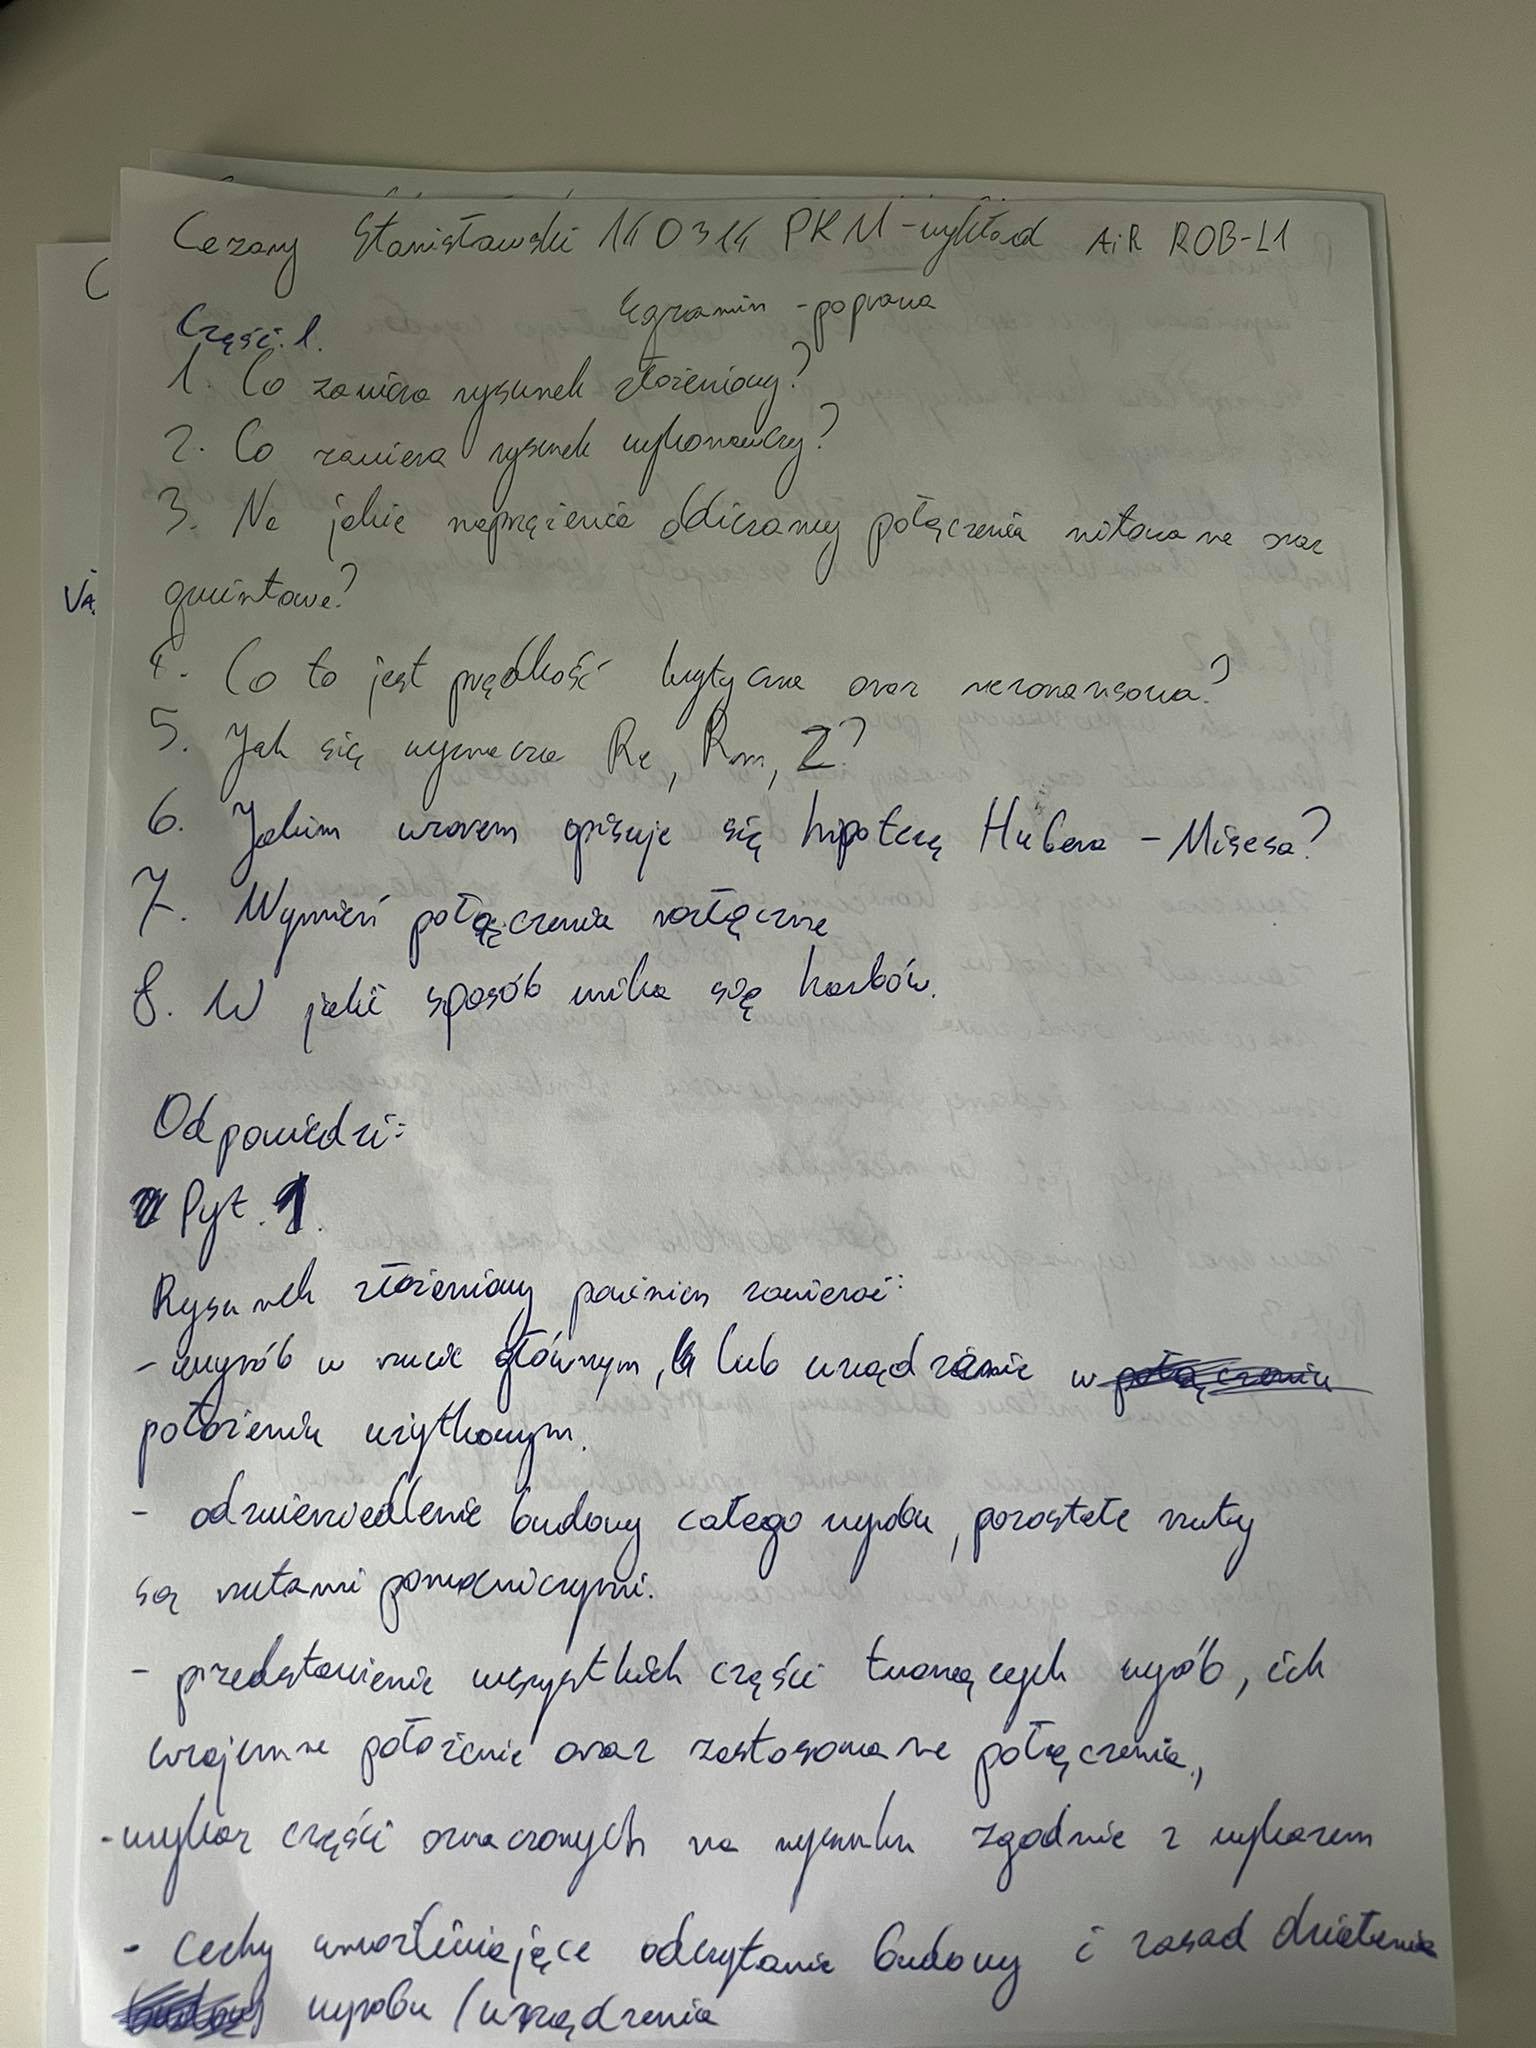 Cezary Stanisławski 140314 PKM-wykład AiR ROB-L1
Egzamin - poprawa
Część. 1.
1. Co zawiera rysunek złożeniowy?
2. Co zawiera rysunek wykonawczy?
3. Na jakie naprężenia obliczamy połączenia nitowane oraz
gwintowe?
4. Co to jest prędkość krytyczna oraz rezonansowa?
5. Jak się wyznacza Re, Rm, Z?
6. Jakim wzorem opisuje się hipotezę Hubera - Misesa?
7. Wymień połączenia rozłączne
8. W jaki sposób unika się karbów.
Odpowiedzi:
Pyt. 1.
Rysunek złożeniowy powinien zawierać:
- wyrób w rzucie głównym, lub urządzenie w
położeniu użytkowym.
- odzwierciedlenie budowy całego wyrobu, pozostałe rzuty
są rzutami pomocniczymi.
- przedstawienie wszystkich części tworzących wyrób, ich
wzajemne położenie oraz zastosowane połączenia.,
- wykaz części oznaczonych na rysunku zgodnie z wykazem
- cechy umożliwiające odczytanie budowy i zasad działania
wyrobu / urządzenia
VA
C